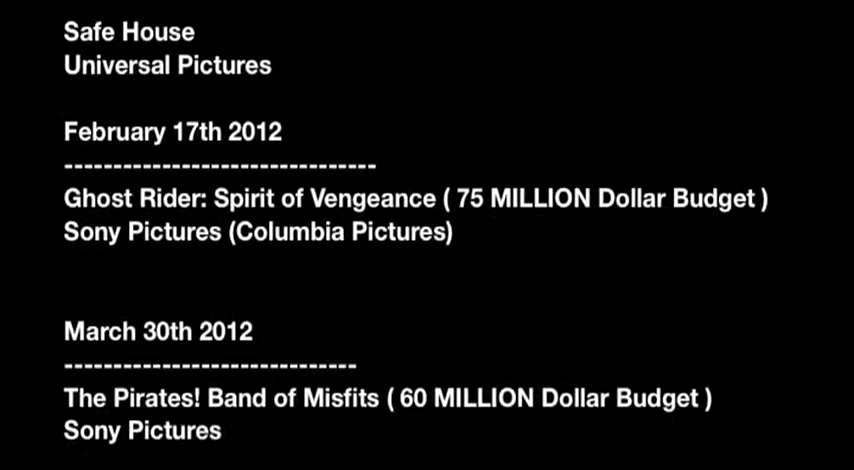 Safe House
Universal Pictures
February 17th 2012
--------------------------------
Ghost Rider: Spirit of Vengeance ( 75 MILLION Dollar Budget )
Sony Pictures (Columbia Pictures)
March 30th 2012
------------------------------
The Pirates! Band of Misfits ( 60 MILLION Dollar Budget )
Sony Pictures